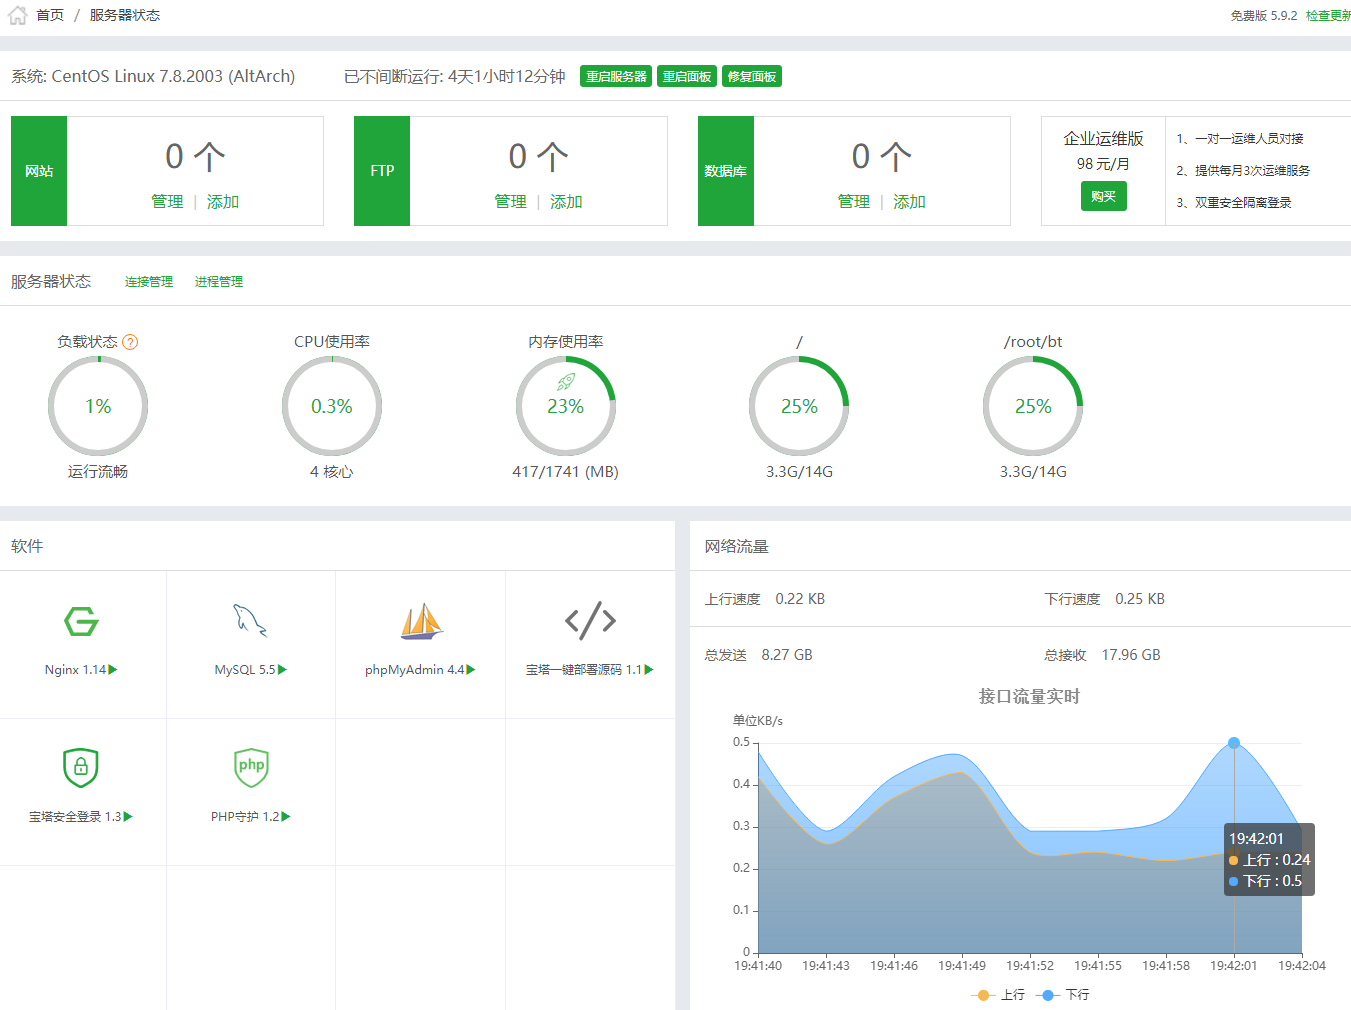 首页 / 服务器状态
免费版 5.9.2 检查更新
系统: CentOS Linux 7.8.2003 (AltArch)
已不间断运行: 4天1小时12分钟
重启服务器 重启面板 修复面板
网站
0 个
管理 | 添加
FTP
0 个
管理 | 添加
数据库
0 个
管理 | 添加
企业运维版
98 元/月
购买
1、一对一运维人员对接
2、提供每月3次运维服务
3、双重安全隔离登录
服务器状态 连接管理 进程管理
负载状态 ?
1%
运行流畅
CPU使用率
0.3%
4 核心
内存使用率
23%
417/1741 (MB)
/
25%
3.3G/14G
/root/bt
25%
3.3G/14G
软件
Nginx 1.14
MySQL 5.5
phpMyAdmin 4.4
宝塔一键部署源码 1.1
宝塔安全登录 1.3
php
PHP守护 1.2
网络流量
上行速度 0.22 KB
下行速度 0.25 KB
总发送 8.27 GB
总接收 17.96 GB
接口流量实时
单位KB/s
0.5
0.4
0.3
0.2
0.1
0
19:41:40 19:41:43 19:41:46 19:41:49 19:41:52 19:41:55 19:41:58 19:42:01 19:42:04
19:42:01
上行 : 0.24
下行 : 0.5
上行 下行